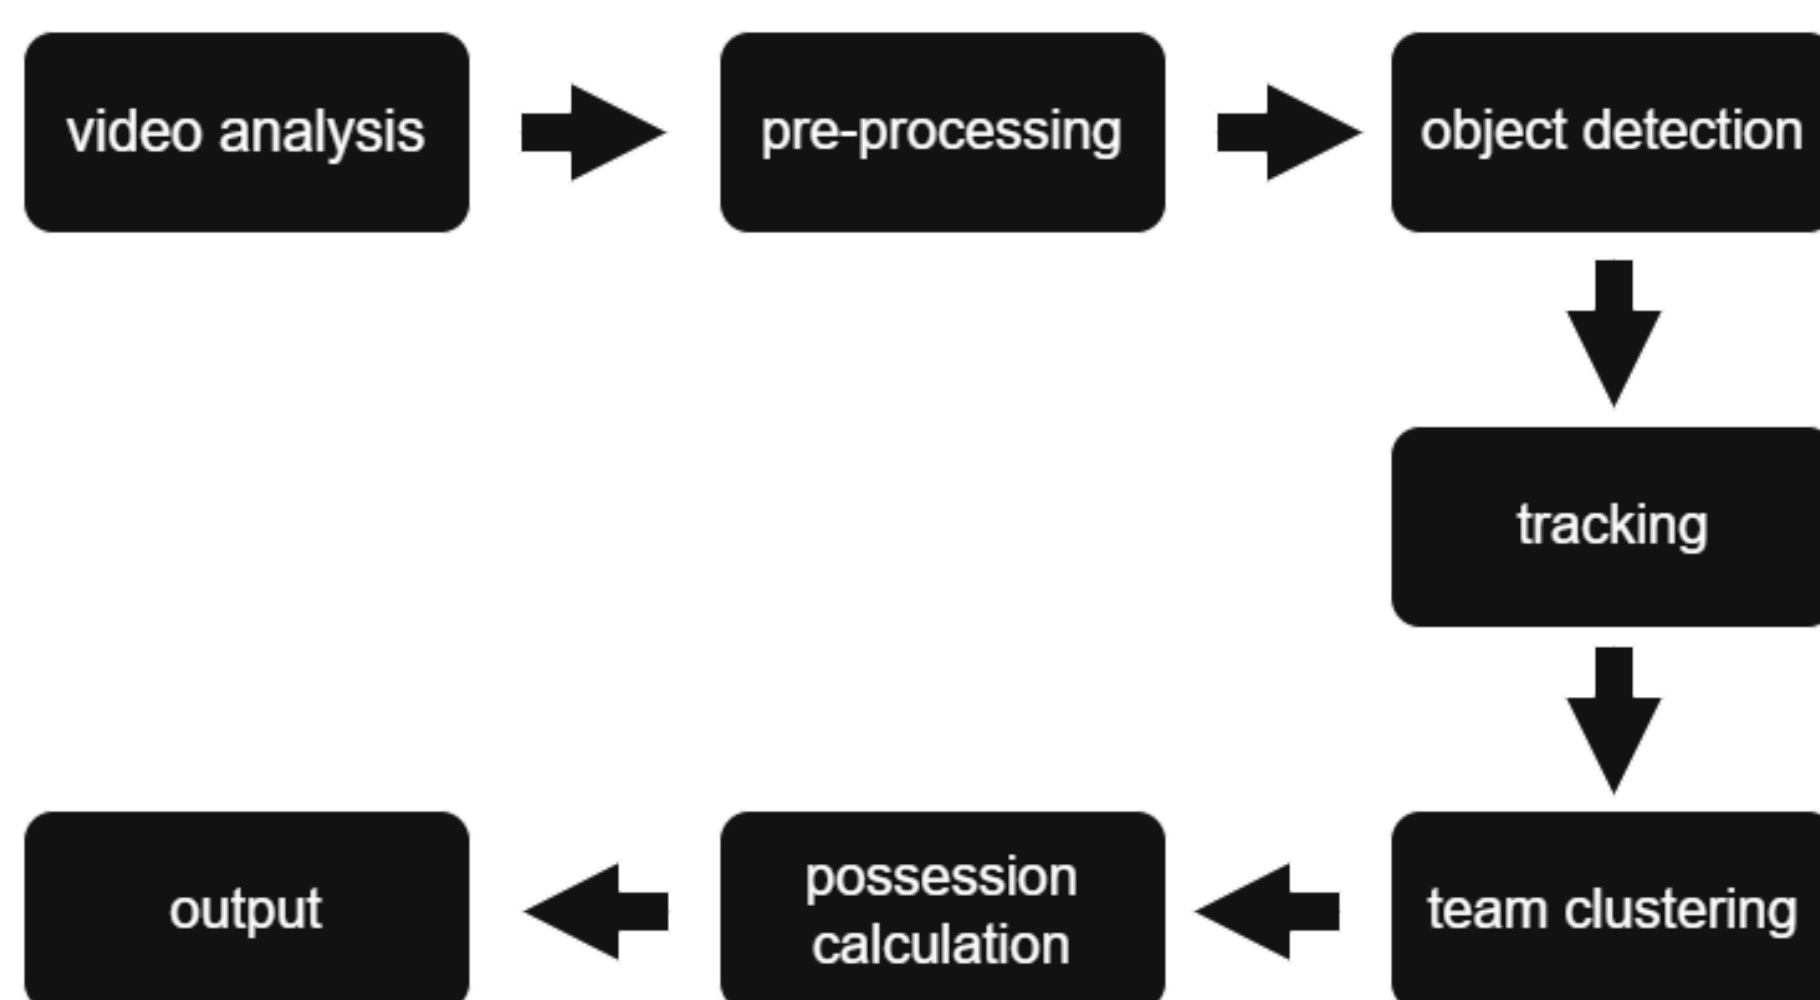 video analysis
pre-processing
object detection
tracking
team clustering
possession
calculation
output